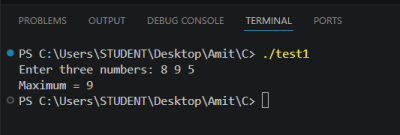 PROBLEMS OUTPUT DEBUG CONSOLE TERMINAL PORTS
PS C:\Users\STUDENT\Desktop\Amit\C> ./test1
Enter three numbers: 8 9 5
Maximum = 9
PS C:\Users\STUDENT\Desktop\Amit\C>